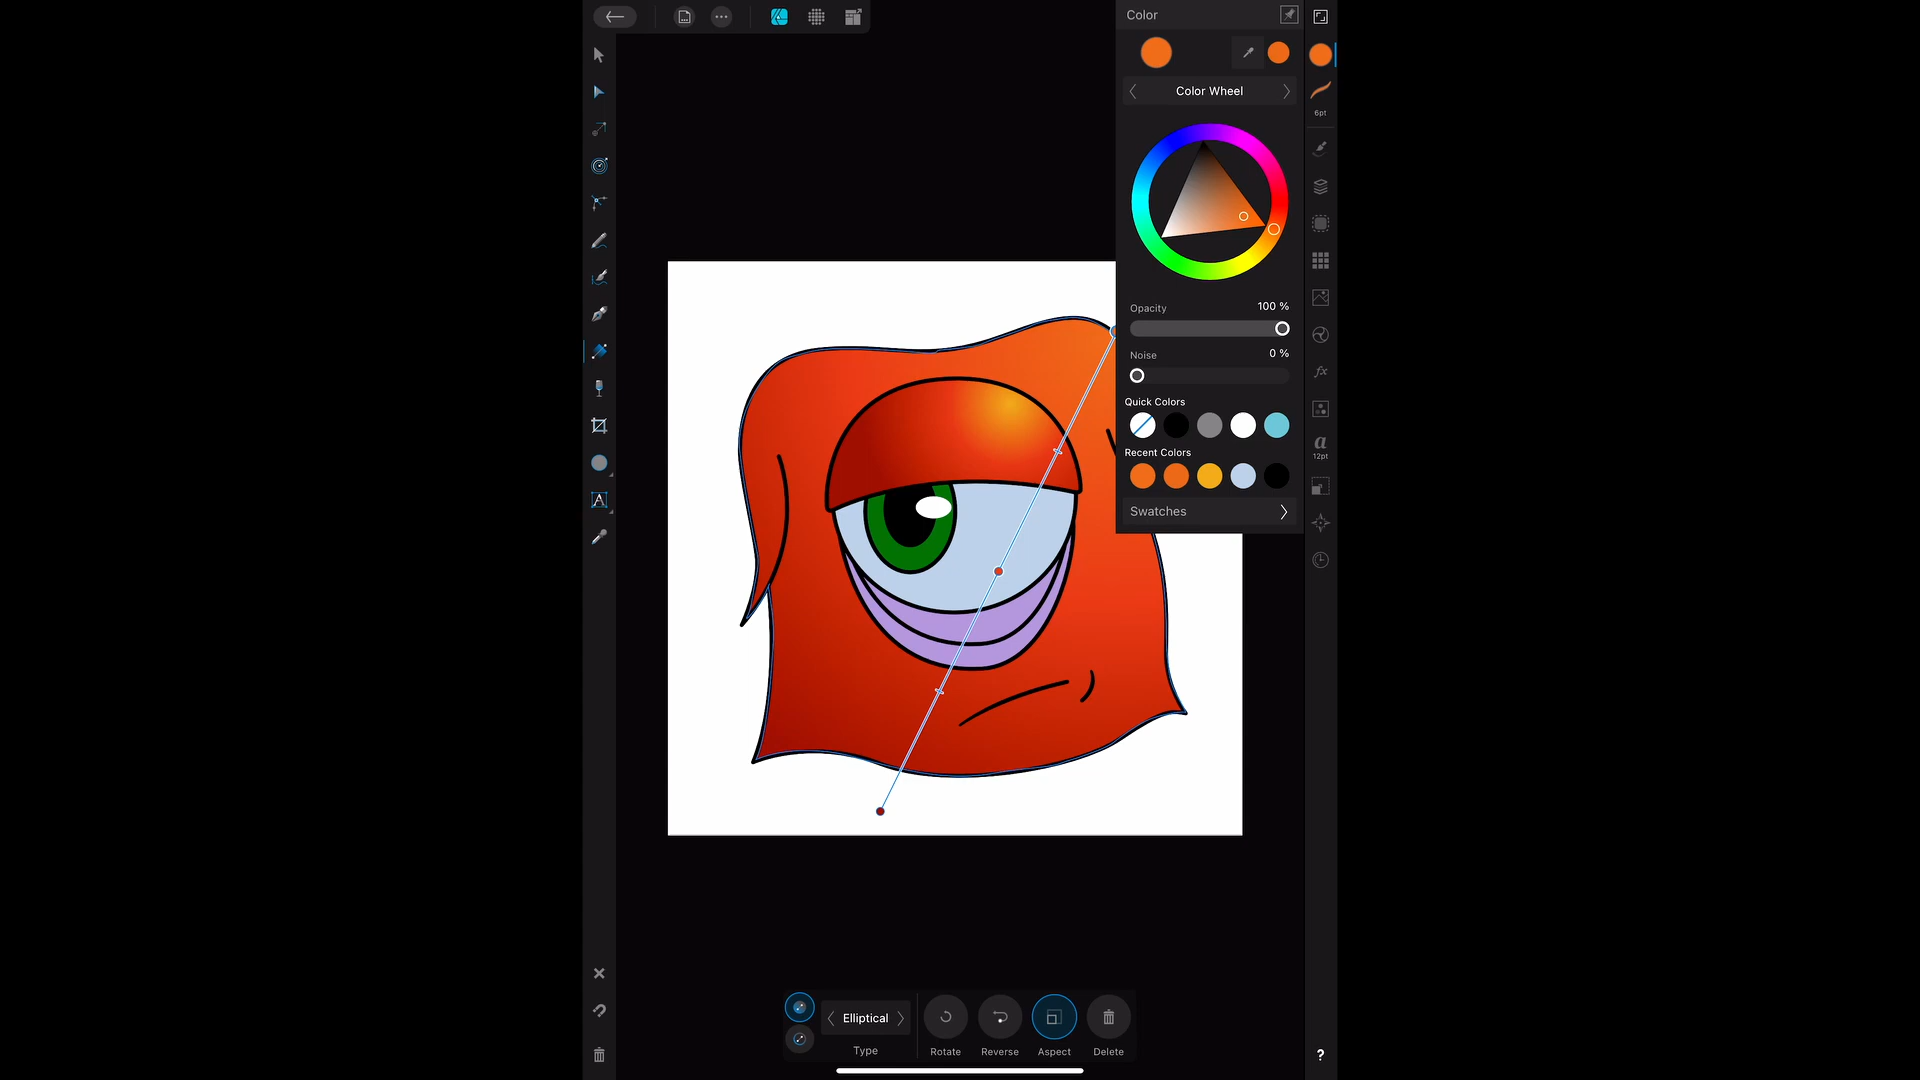 Color
Color Wheel
6pt
Opacity
100 %
Noise
0 %
Quick Colors
Recent Colors
Swatches
fx
a
12pt
A
Elliptical
Type
Rotate
Reverse
Aspect
Delete
?